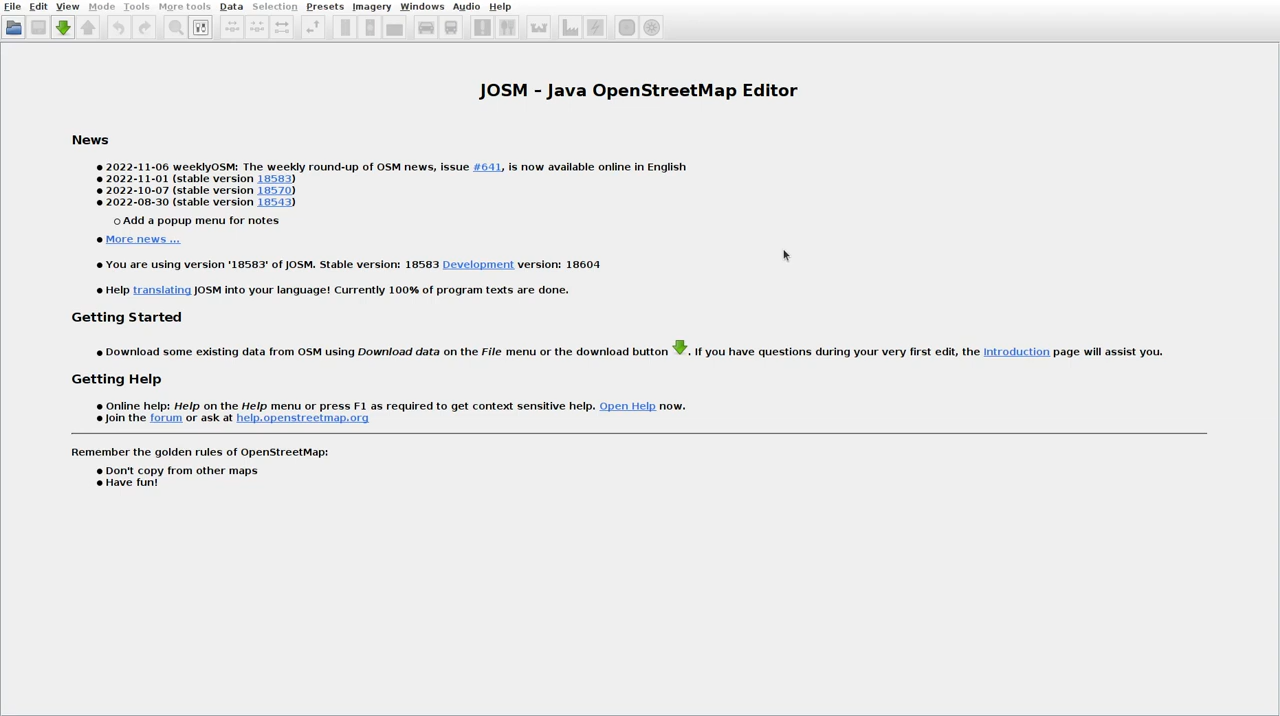 File Edit View Mode Tools More tools Data Selection Presets Imagery Windows Audio Help
JOSM – Java OpenStreetMap Editor
News
2022-11-06 weeklyOSM: The weekly round-up of OSM news, issue #641, is now available online in English
2022-11-01 (stable version 18583)
2022-10-07 (stable version 18570)
2022-08-30 (stable version 18543)
Add a popup menu for notes
More news ...
You are using version '18583' of JOSM. Stable version: 18583 Development version: 18604
Help translating JOSM into your language! Currently 100% of program texts are done.
Getting Started
Download some existing data from OSM using Download data on the File menu or the download button . If you have questions during your very first edit, the Introduction page will assist you.
Getting Help
Online help: Help on the Help menu or press F1 as required to get context sensitive help. Open Help now.
Join the forum or ask at help.openstreetmap.org
Remember the golden rules of OpenStreetMap:
Don't copy from other maps
Have fun!